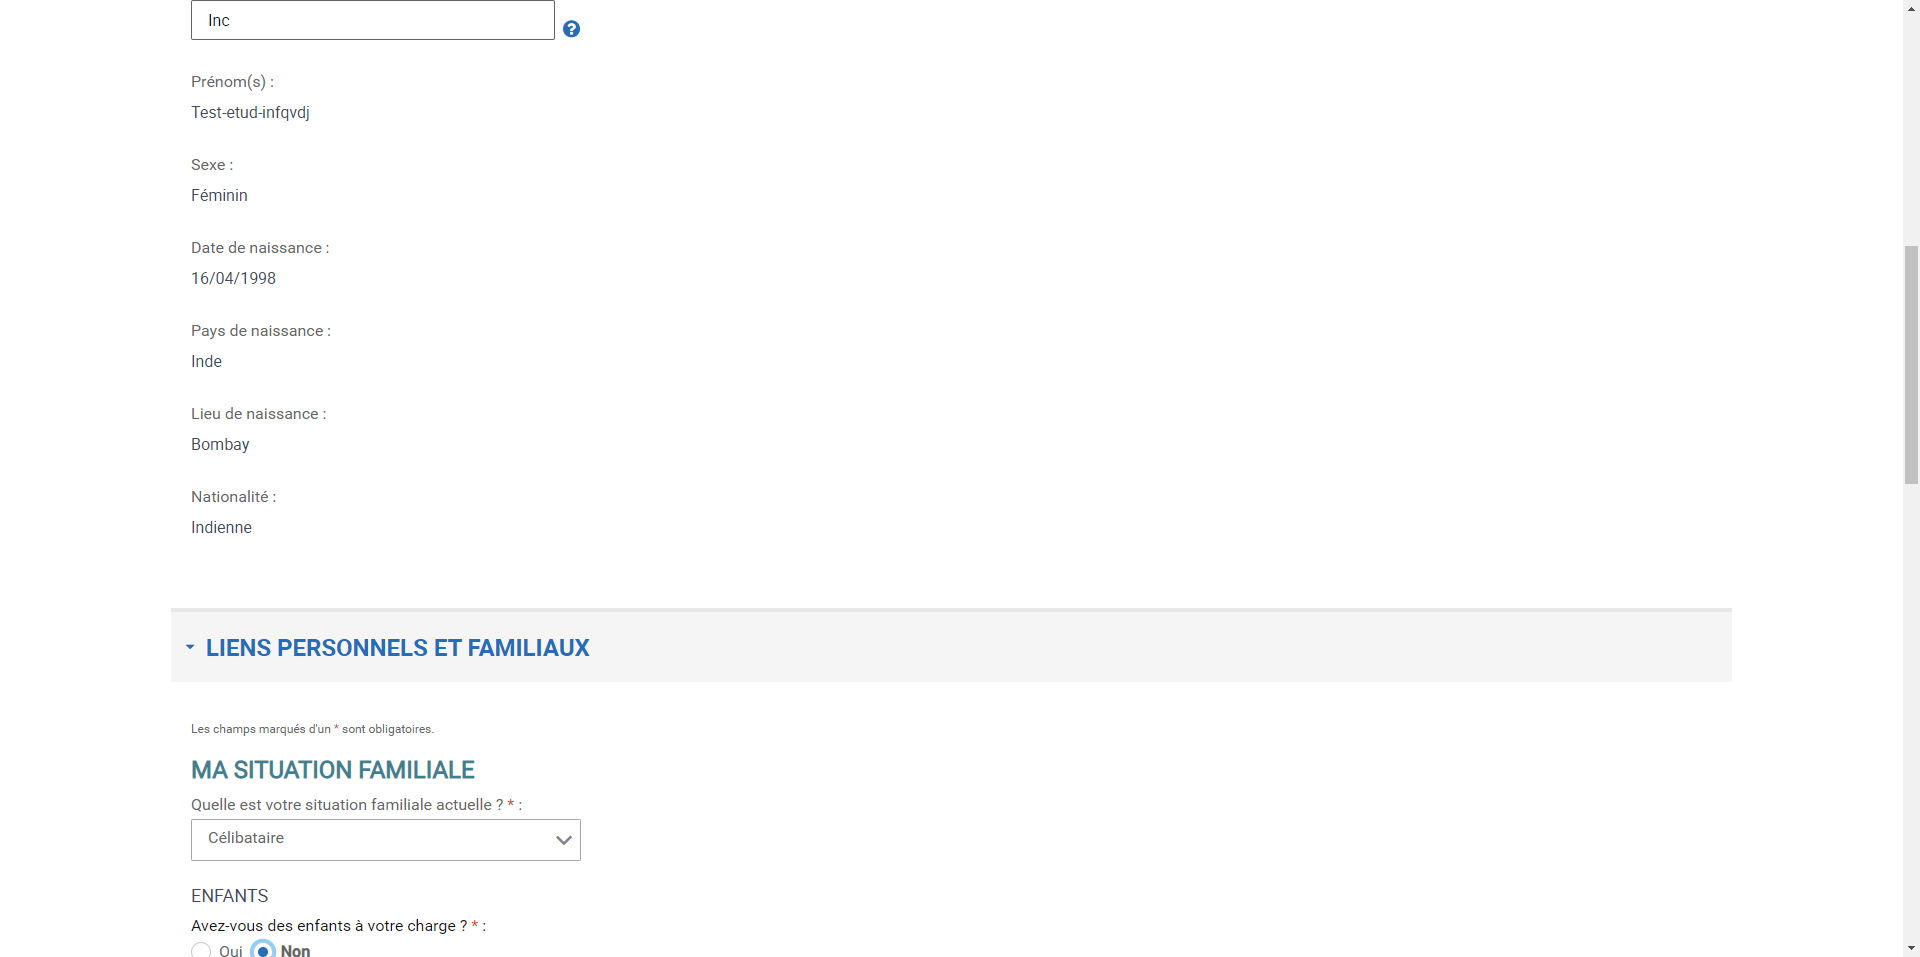 Inc
Prénom(s) :
Test-etud-infqvdj
Sexe :
Féminin
Date de naissance :
16/04/1998
Pays de naissance :
Inde
Lieu de naissance :
Bombay
Nationalité :
Indienne
LIENS PERSONNELS ET FAMILIAUX
Les champs marqués d'un * sont obligatoires.
MA SITUATION FAMILIALE
Quelle est votre situation familiale actuelle ? * :
Célibataire
ENFANTS
Avez-vous des enfants à votre charge ? * :
Oui Non